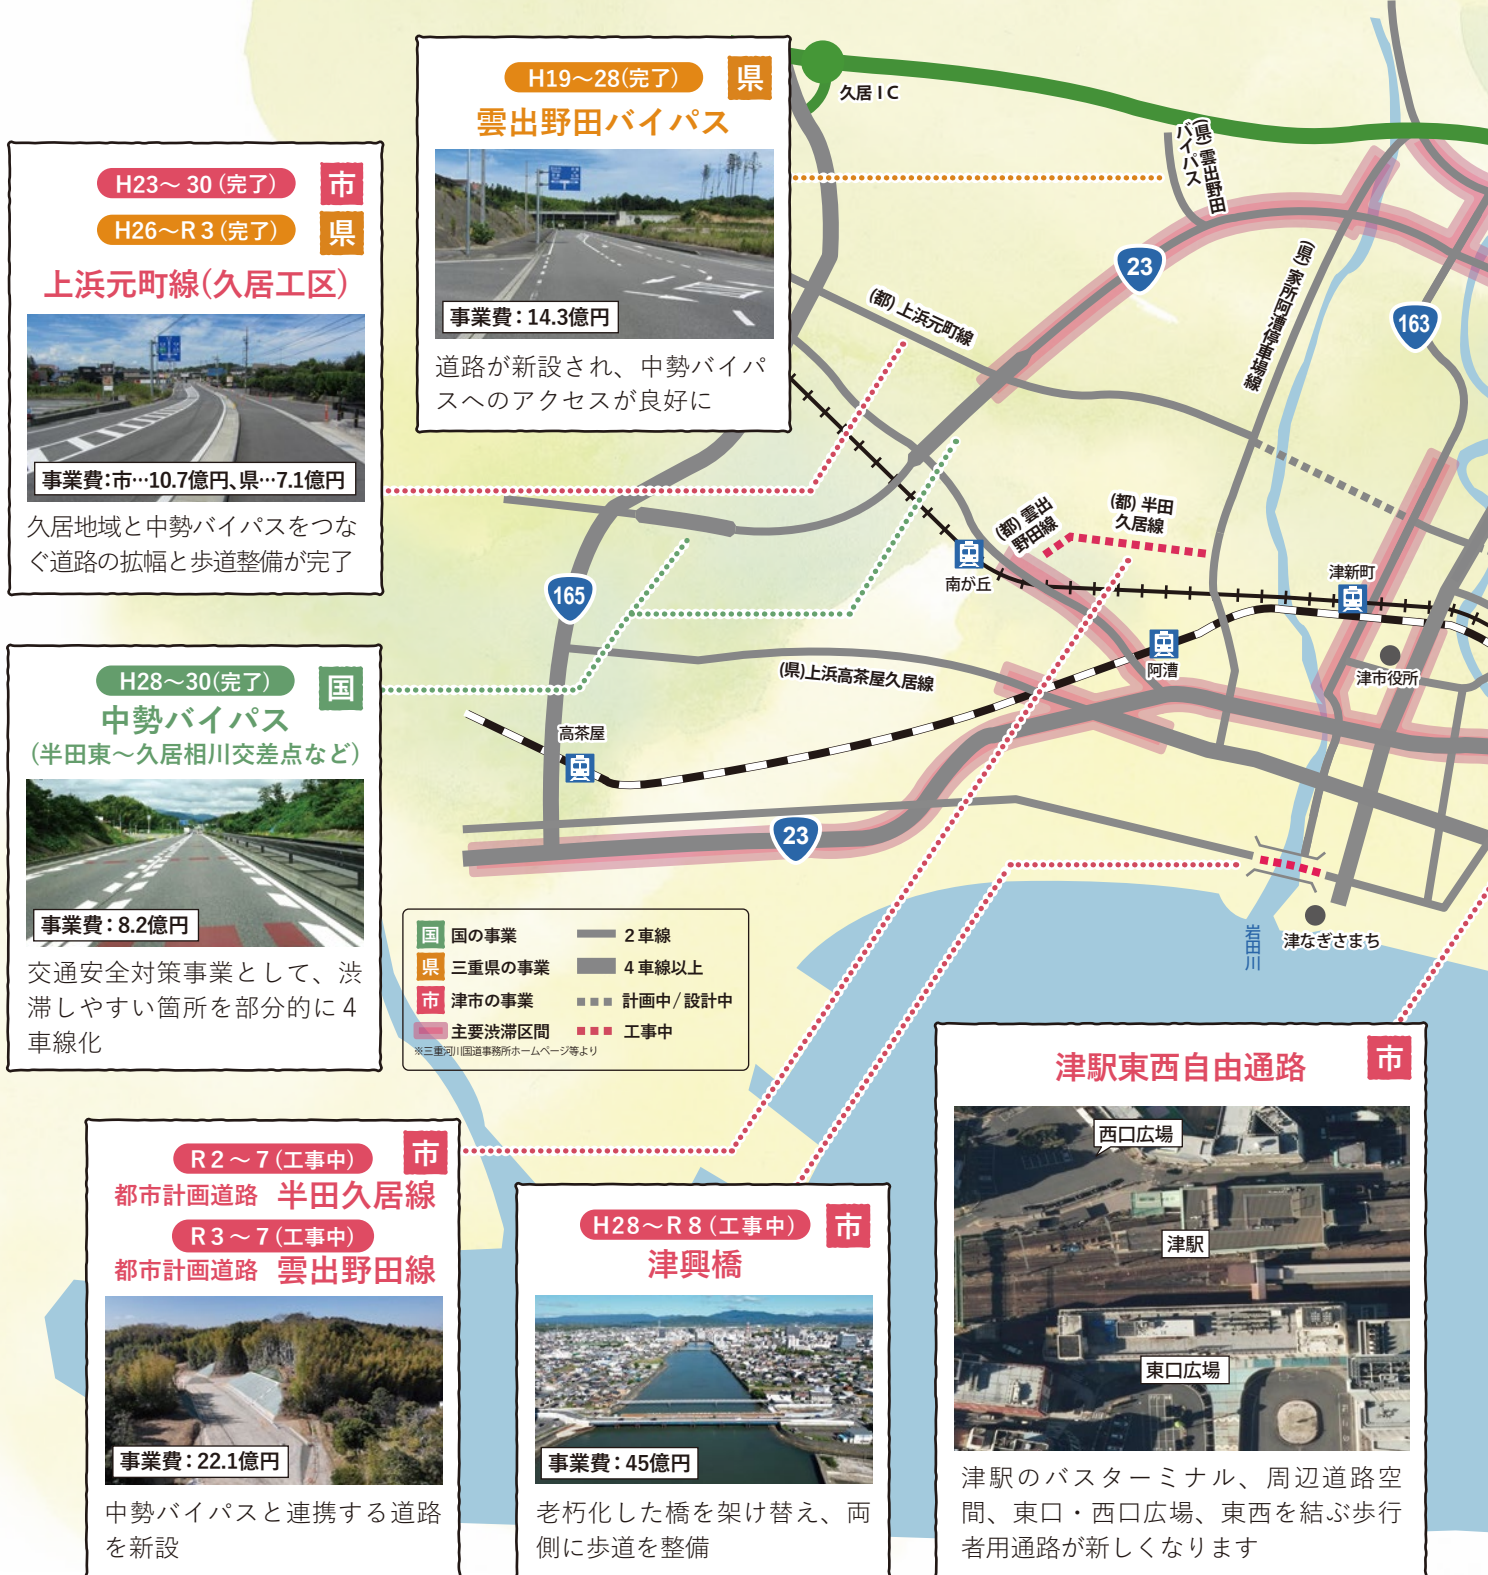 H19～28(完了)
県
雲出野田バイパス
事業費：14.3億円
道路が新設され、中勢バイパ
スへのアクセスが良好に
H23～30(完了)
市
H26～R3(完了)
県
上浜元町線(久居工区)
事業費：市…10.7億円、県…7.1億円
久居地域と中勢バイパスをつな
ぐ道路の拡幅と歩道整備が完了
H28～30(完了)
国
中勢バイパス
(半田東～久居相川交差点など)
事業費：8.2億円
交通安全対策事業として、渋
滞しやすい箇所を部分的に4
車線化
久居IC
(県)雲出野田
バイパス
23
(県)家所阿漕停車場線
163
(都)上浜元町線
(都)雲出
野田線
(都)半田
久居線
南が丘
津新町
165
阿漕
津市役所
(県)上浜高茶屋久居線
高茶屋
23
岩田川
津なぎさまち
国 国の事業
県 三重県の事業
市 津市の事業
主要渋滞区間
※三重河川国道事務所ホームページ等より
2車線
4車線以上
計画中/設計中
工事中
R2～7(工事中)
市
都市計画道路 半田久居線
R3～7(工事中)
都市計画道路 雲出野田線
事業費：22.1億円
中勢バイパスと連携する道路
を新設
H28～R8(工事中)
市
津興橋
事業費：45億円
老朽化した橋を架け替え、両
側に歩道を整備
津駅東西自由通路
市
西口広場
津駅
東口広場
津駅のバスターミナル、周辺道路空
間、東口・西口広場、東西を結ぶ歩行
者用通路が新しくなります